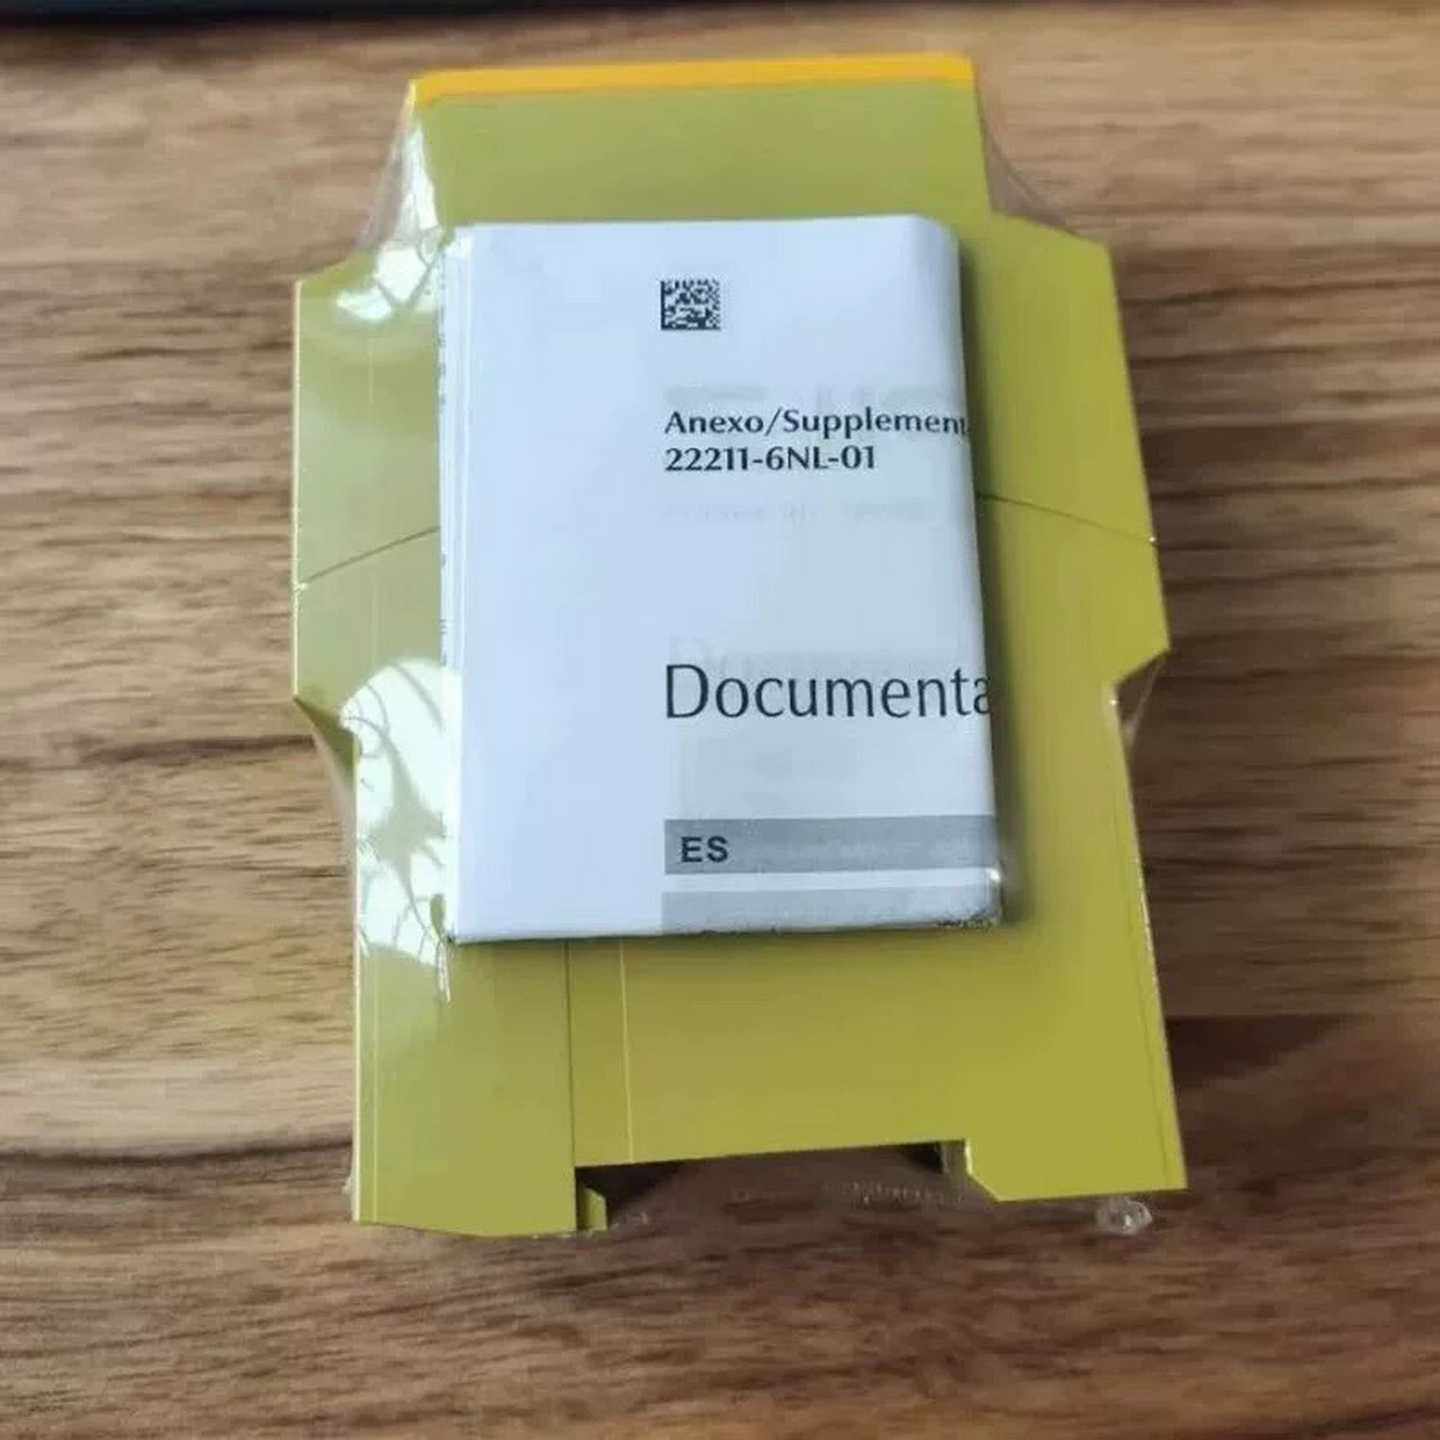 Anexo/Supplement
22211-6NL-01
Documenta
ES